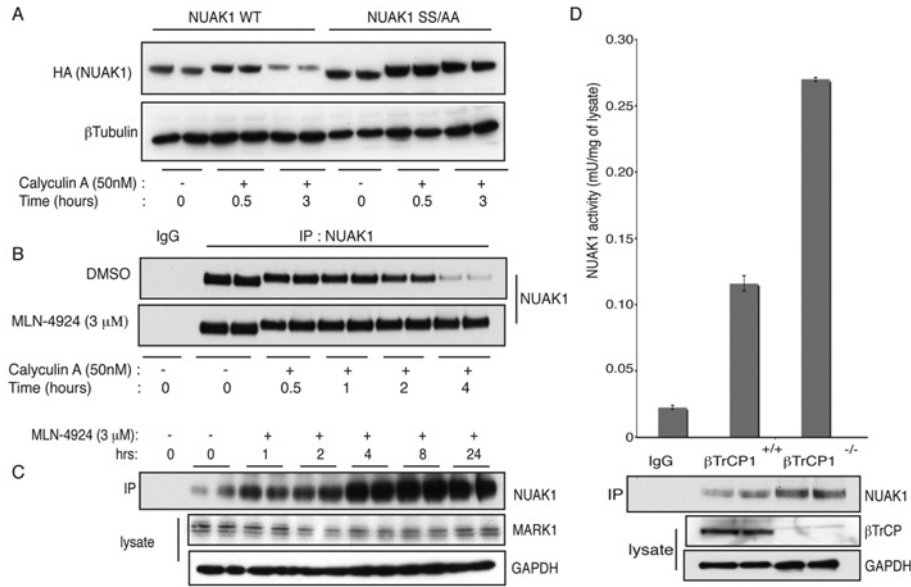 A
NUAK1 WT NUAK1 SS/AA
HA (NUAK1)
βTubulin
Calyculin A (50nM) : - + + - + +
Time (hours) : 0 0.5 3 0 0.5 3
B
IgG IP : NUAK1
DMSO
MLN-4924 (3 μM)
NUAK1
Calyculin A (50nM) : - - + + + +
Time (hours) : 0 0 0.5 1 2 4
MLN-4924 (3 μM): - - + + + + +
hrs: 0 0 1 2 4 8 24
C
IP NUAK1
lysate MARK1
GAPDH
D
NUAK1 activity (mU/mg of lysate)
0.30
0.25
0.20
0.15
0.10
0.05
0
IgG βTrCP1 +/+ βTrCP1 -/-
IP NUAK1
lysate βTrCP
GAPDH